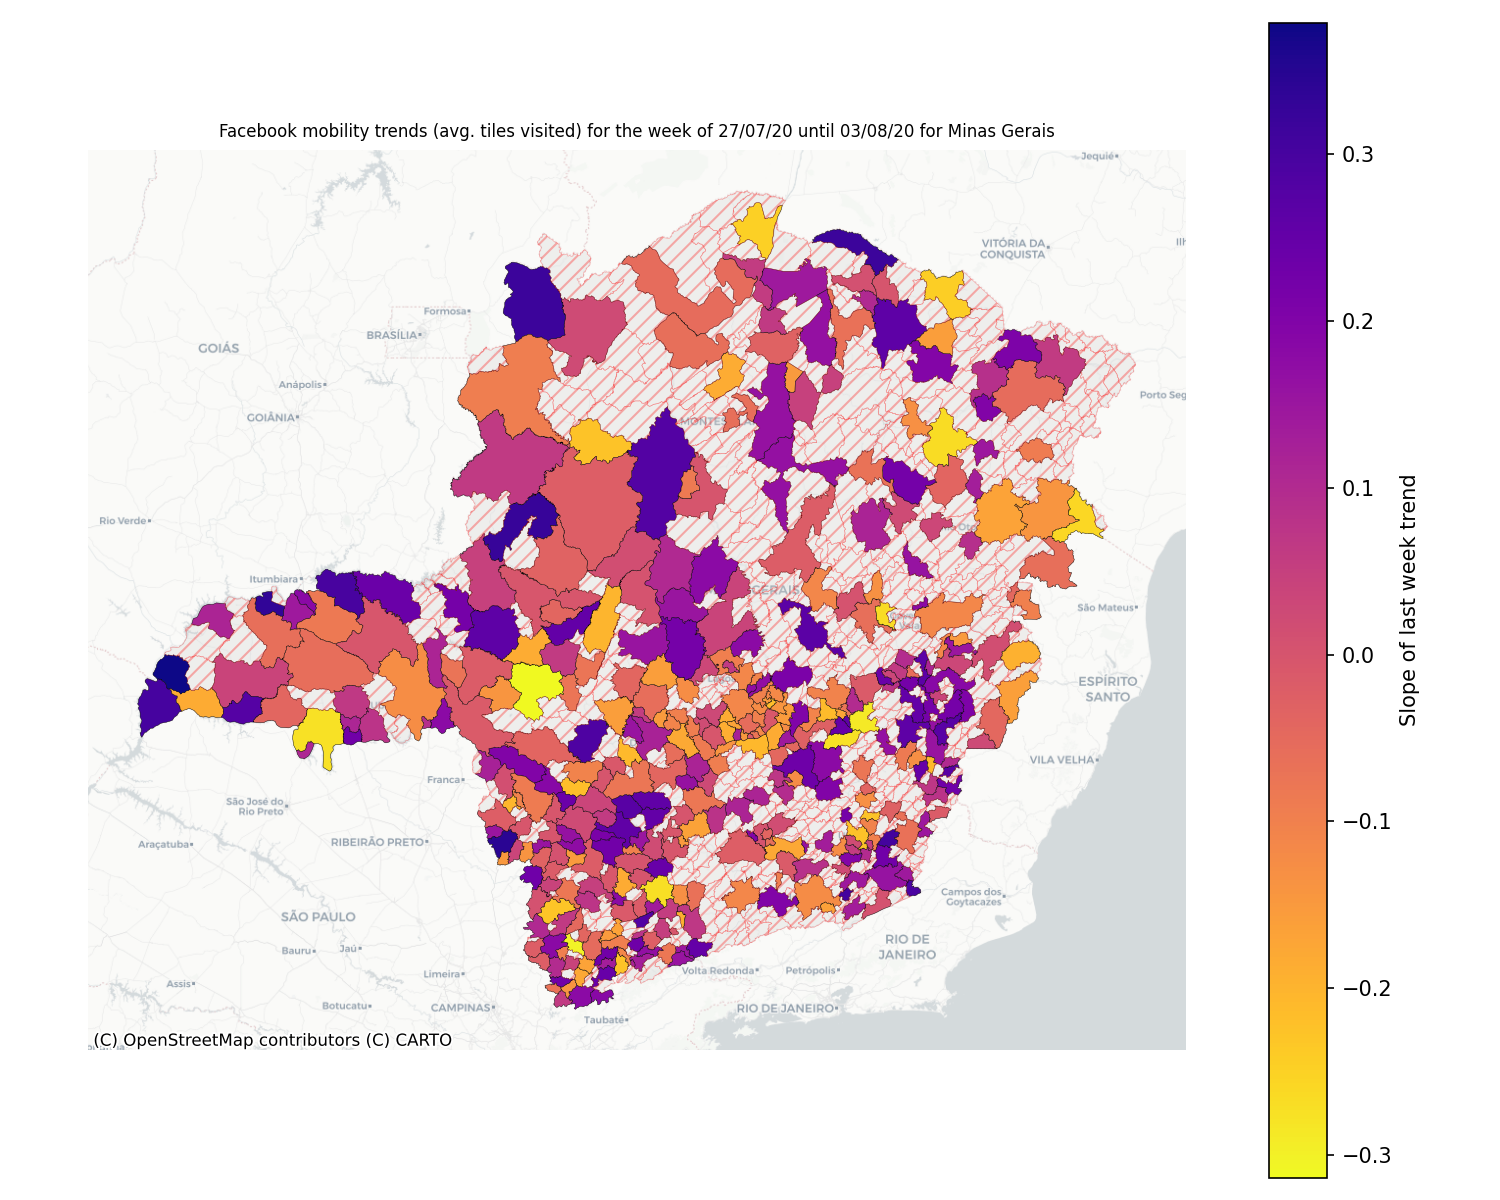 Facebook mobility trends (avg. tiles visited) for the week of 27/07/20 until 03/08/20 for Minas Gerais
Jequié
VITÓRIA DA
CONQUISTA
Ilh
Formosa
BRASÍLIA
GOIÁS
Anápolis
Porto Seg
GOIÂNIA
MONTES
Rio Verde
Itumbiara
GERAIS
São Mateus
ESPÍRITO
SANTO
VILA VELHA
Franca
São José do
Rio Preto
Araçatuba
RIBEIRÃO PRETO
Campos dos
Goytacazes
SÃO PAULO
RIO DE
JANEIRO
Bauru
Jaú
Limeira
Volta Redonda
Petrópolis
Assis
Botucatu
CAMPINAS
RIO DE JANEIRO
Taubaté
(C) OpenStreetMap contributors (C) CARTO
0.3
0.2
0.1
0.0
−0.1
−0.2
−0.3
Slope of last week trend